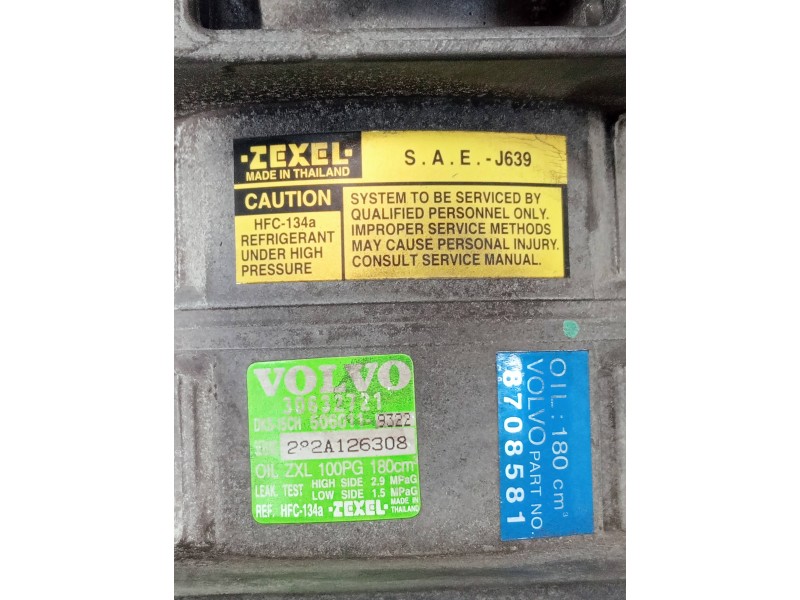 ·ZEXEL·
MADE IN THAILAND
S.A.E.-J639
CAUTION
HFC-134a
REFRIGERANT
UNDER HIGH
PRESSURE
SYSTEM TO BE SERVICED BY
QUALIFIED PERSONNEL ONLY.
IMPROPER SERVICE METHODS
MAY CAUSE PERSONAL INJURY.
CONSULT SERVICE MANUAL.
VOLVO
9322
A126308
OIL ZXL 100PG 180cm
LEAK TEST HIGH SIDE 2.9 MPaG
LOW SIDE 1.5 MPaG
REF. HFC-134a ·ZEXEL· MADE IN THAILAND
OIL: 180 cm³
VOLVO PART NO.
8708581